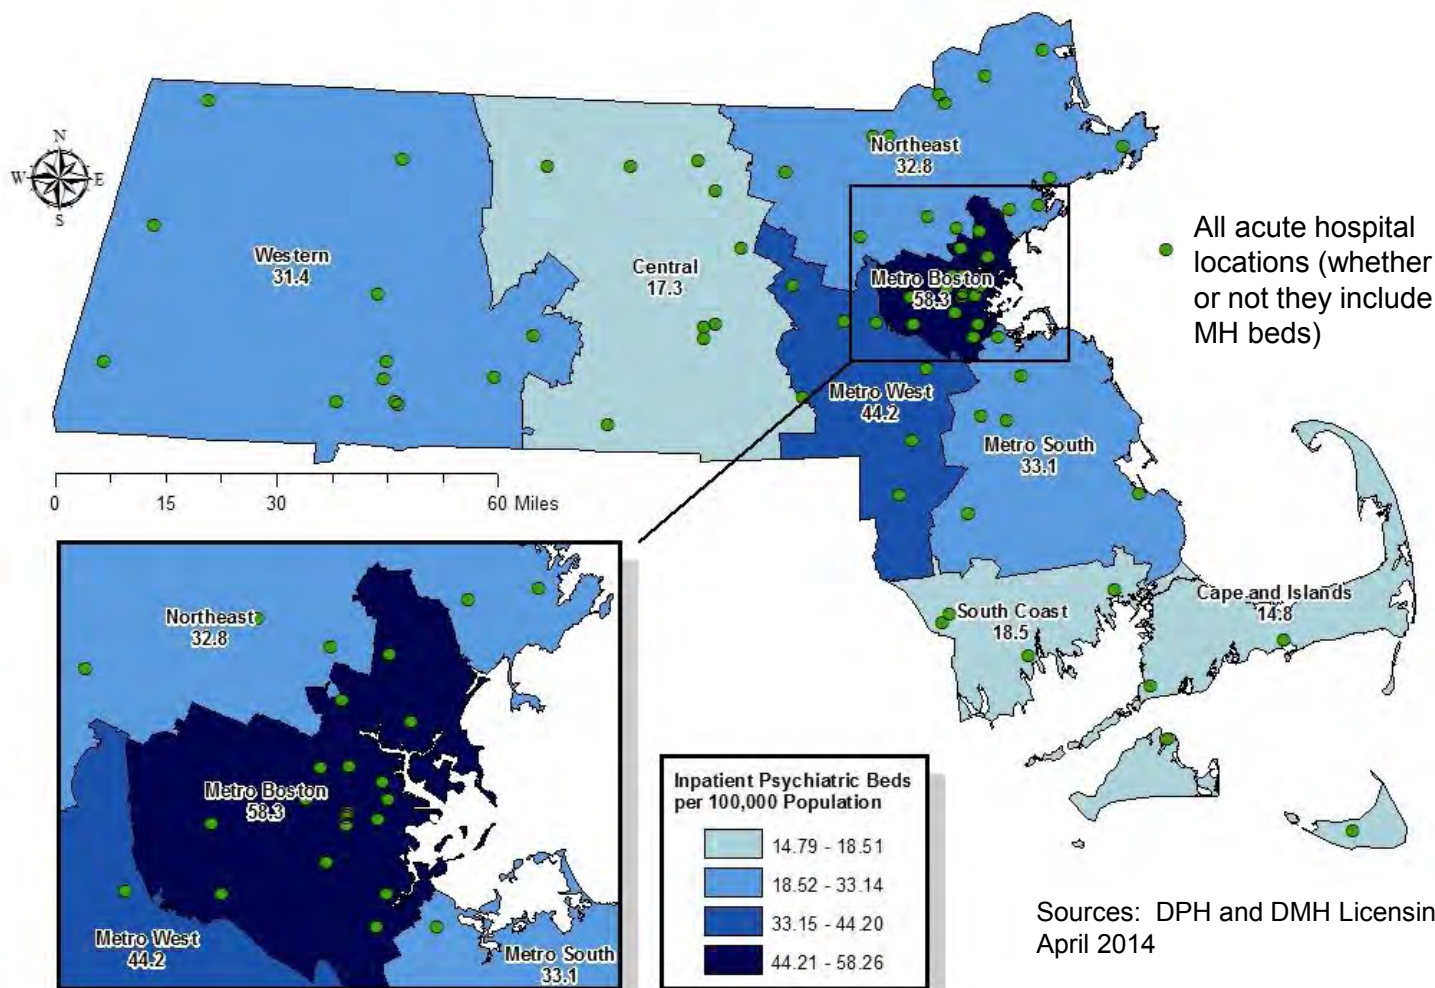 N
W
E
S
Northeast
32.8
Western
31.4
Central
17.3
Metro Boston
58.3
All acute hospital
locations (whether
or not they include
MH beds)
Metro West
44.2
Metro South
33.1
0 15 30 60 Miles
South Coast
18.5
Cape and Islands
14.8
Northeast
32.8
Metro Boston
58.3
Metro West
44.2
Metro South
33.1
Inpatient Psychiatric Beds
per 100,000 Population
14.79 - 18.51
18.52 - 33.14
33.15 - 44.20
44.21 - 58.26
Sources: DPH and DMH Licensin
April 2014